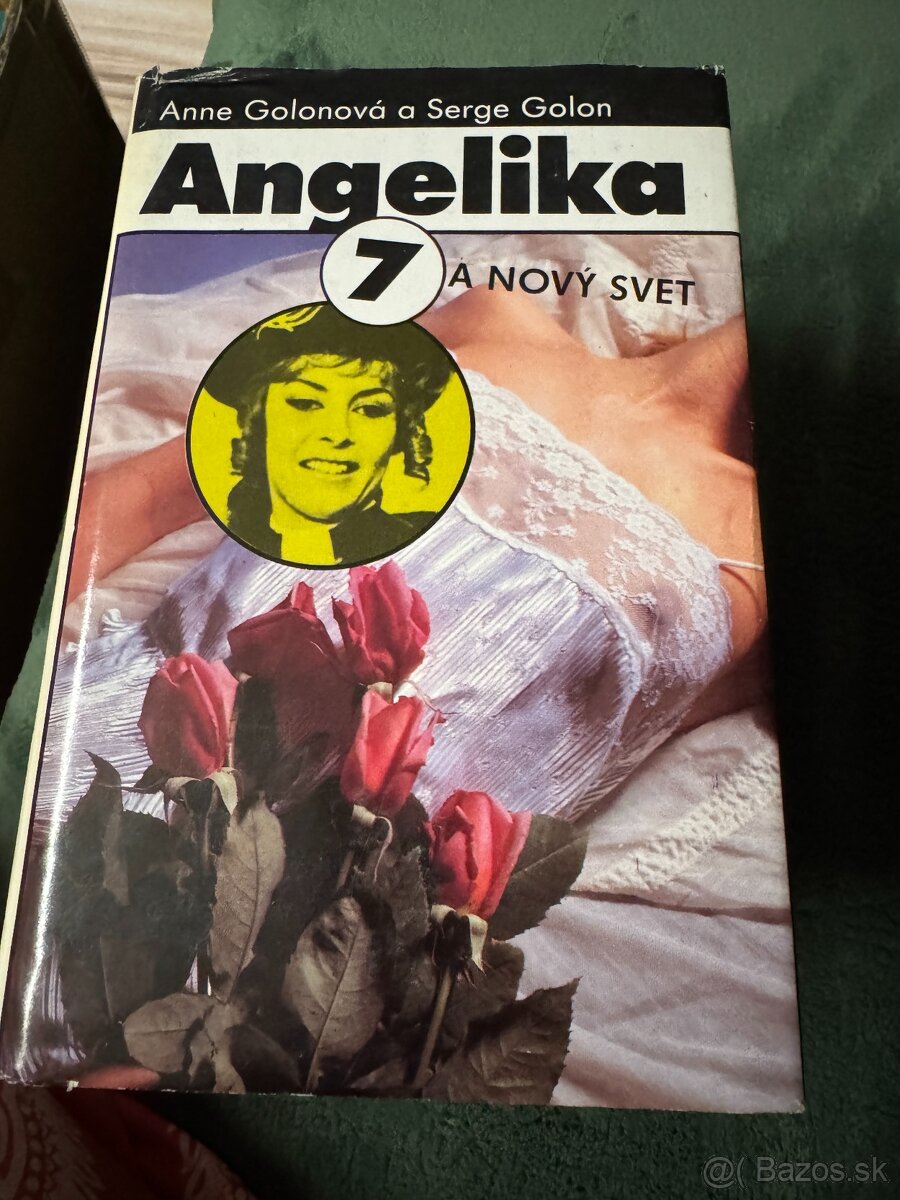 Anne Golonová a Serge Golon
Angelika
7
A NOVÝ SVET
@( Bazos.sk